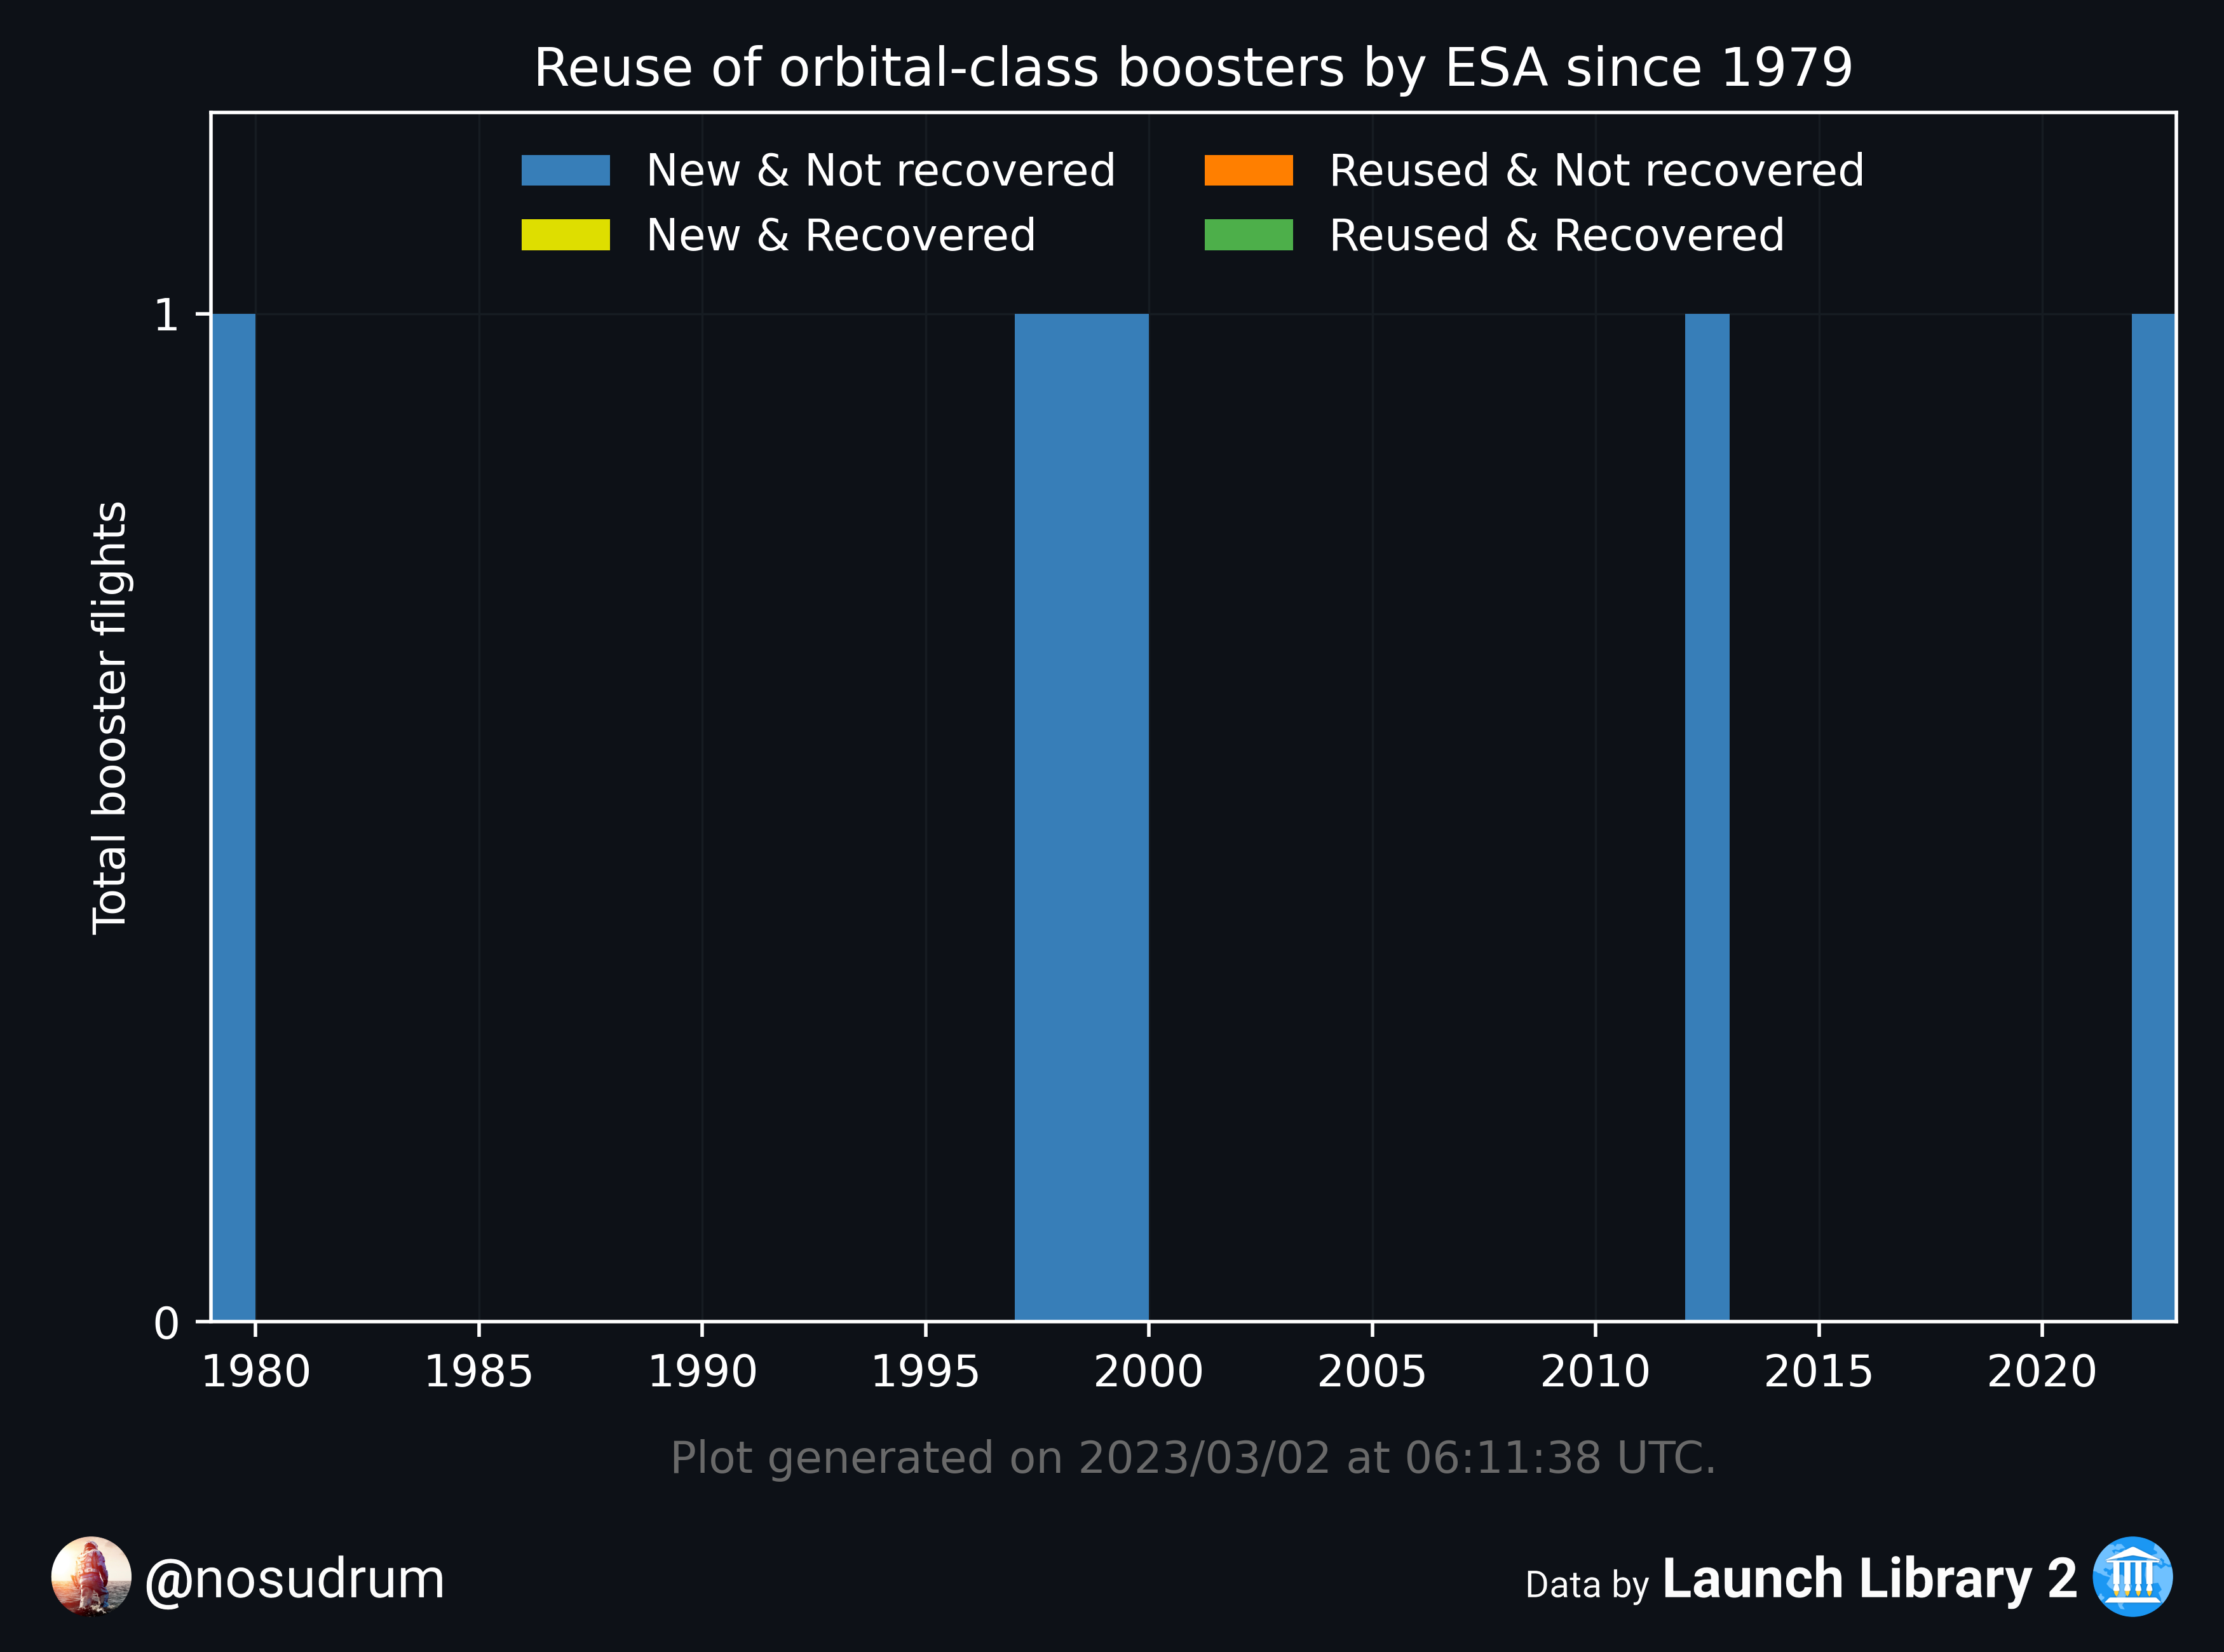 Reuse of orbital-class boosters by ESA since 1979
New & Not recovered
New & Recovered
Reused & Not recovered
Reused & Recovered
1
0
Total booster flights
1980 1985 1990 1995 2000 2005 2010 2015 2020
Plot generated on 2023/03/02 at 06:11:38 UTC.
@nosudrum
Data by Launch Library 2